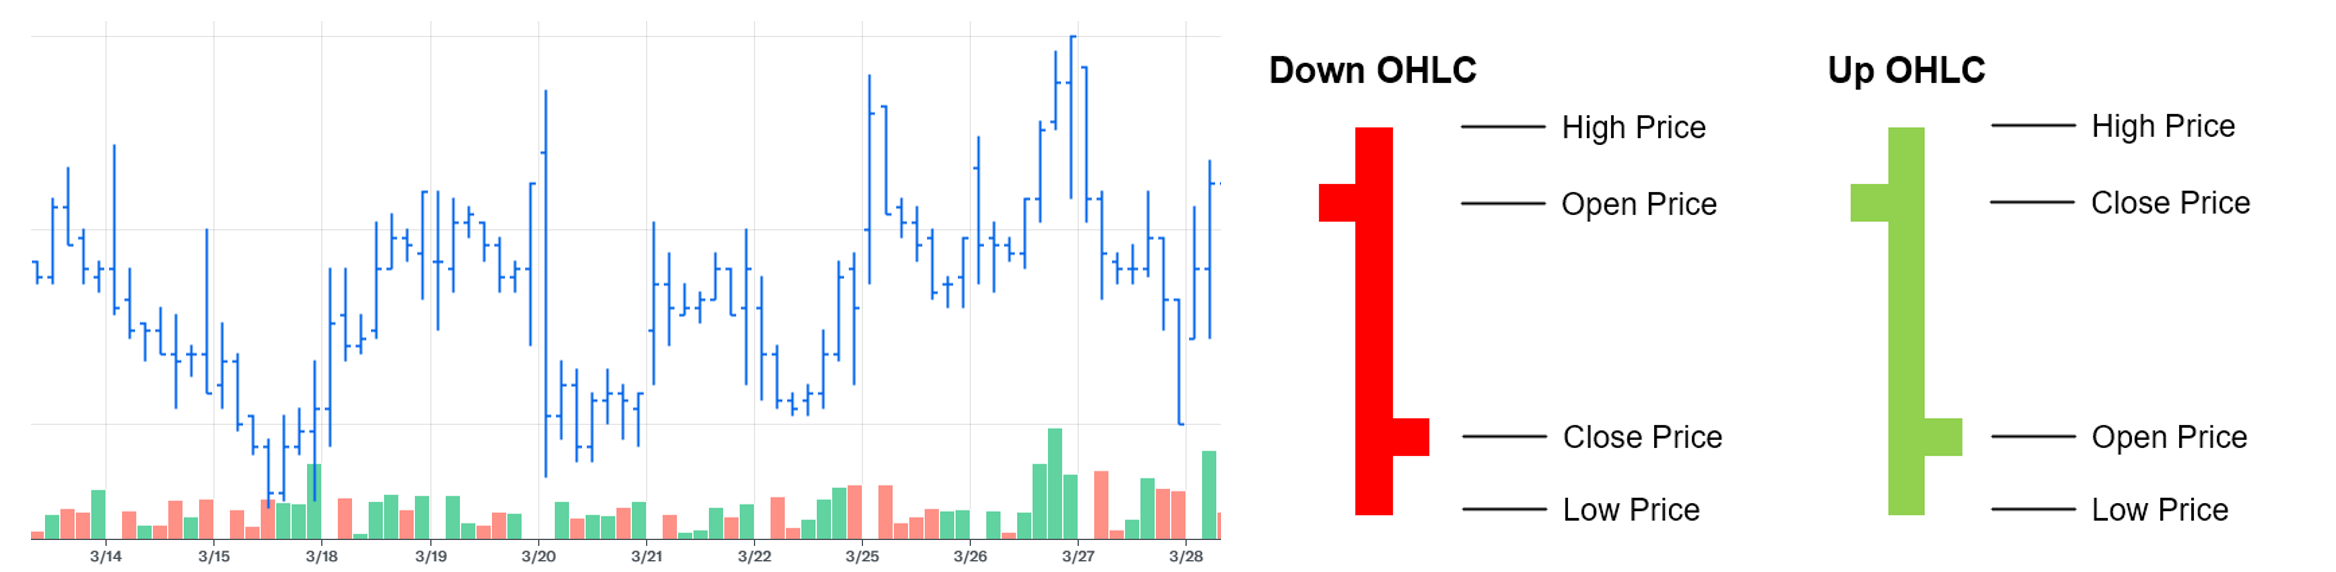 Down OHLC
High Price
Open Price
Close Price
Low Price
Up OHLC
High Price
Close Price
Open Price
Low Price
3/14 3/15 3/18 3/19 3/20 3/21 3/22 3/25 3/26 3/27 3/28